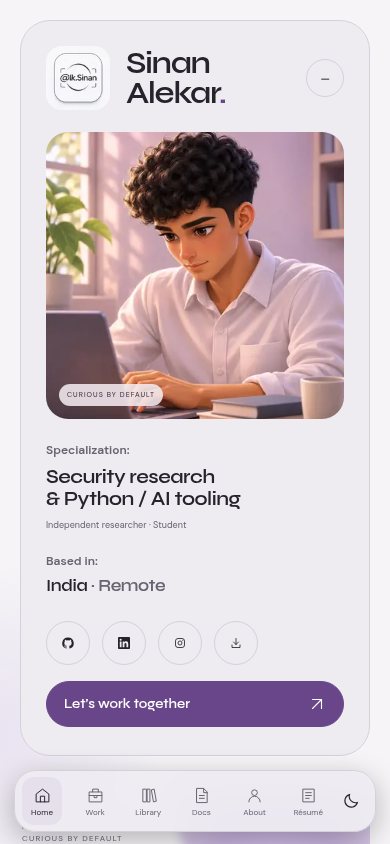 @Ik.Sinan
Sinan
Alekar.
–
CURIOUS BY DEFAULT
Specialization:
Security research
& Python / AI tooling
Independent researcher · Student
Based in:
India · Remote
Let's work together
Home
Work
Library
Docs
About
Résumé
CURIOUS BY DEFAULT